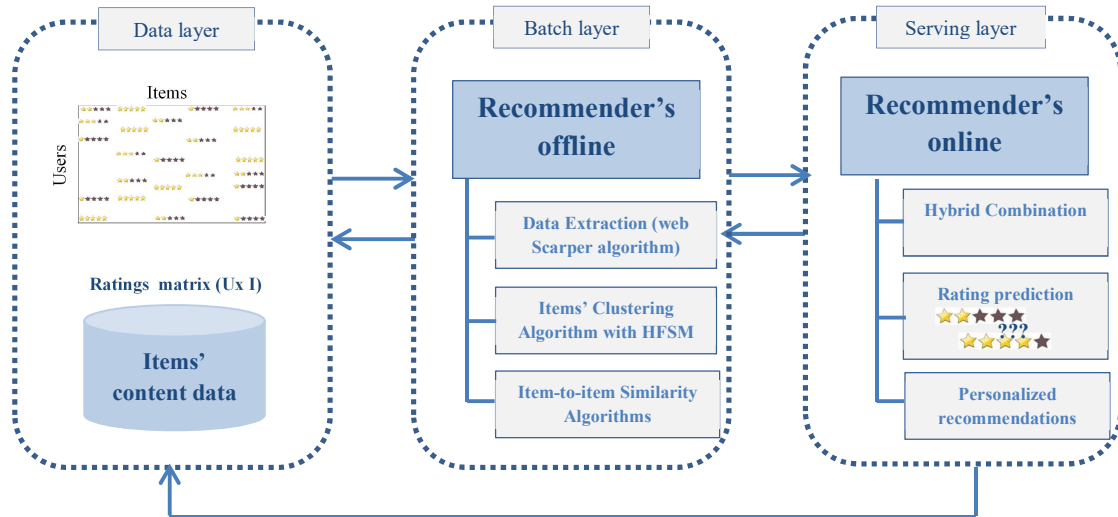 Data layer
Items
Users
Ratings matrix (Ux I)
Items’
content data
Batch layer
Recommender’s
offline
Data Extraction (web
Scarper algorithm)
Items’ Clustering
Algorithm with HFSM
Item-to-item Similarity
Algorithms
Serving layer
Recommender’s
online
Hybrid Combination
Rating prediction
???
Personalized
recommendations